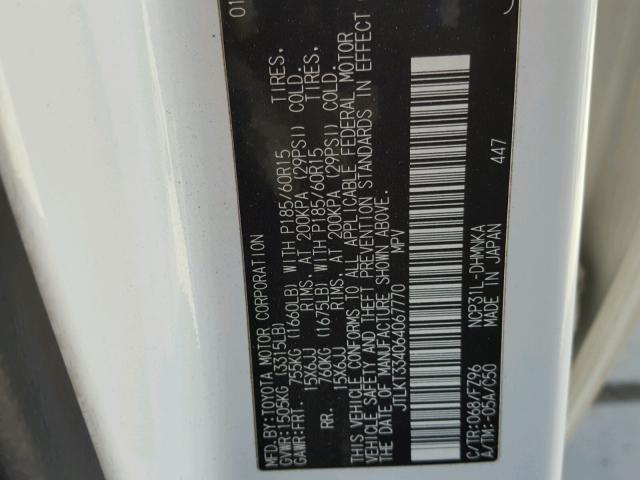 01
MFD. BY: TOYOTA MOTOR CORPORATION
GVWR: 1505KG (3315LB)
GAWR: FRT. 755KG (1660LB) WITH P185/60R15 TIRES.
15X6JJ RIMS. AT 200KPA (29PSI) COLD.
RR. 760KG (1675LB) WITH P185/60R15 TIRES.
15X6JJ RIMS. AT 200KPA (29PSI) COLD.
THIS VEHICLE CONFORMS TO ALL APPLICABLE FEDERAL MOTOR
VEHICLE SAFETY AND THEFT PREVENTION STANDARDS IN EFFECT
DATE OF MANUFACTURE SHOWN ABOVE.
JTLKT334064067770 MPV
C/TR: 068/FZ96 NCP31L-DHMNKA
A/TM: -05A/C50 MADE IN JAPAN
447